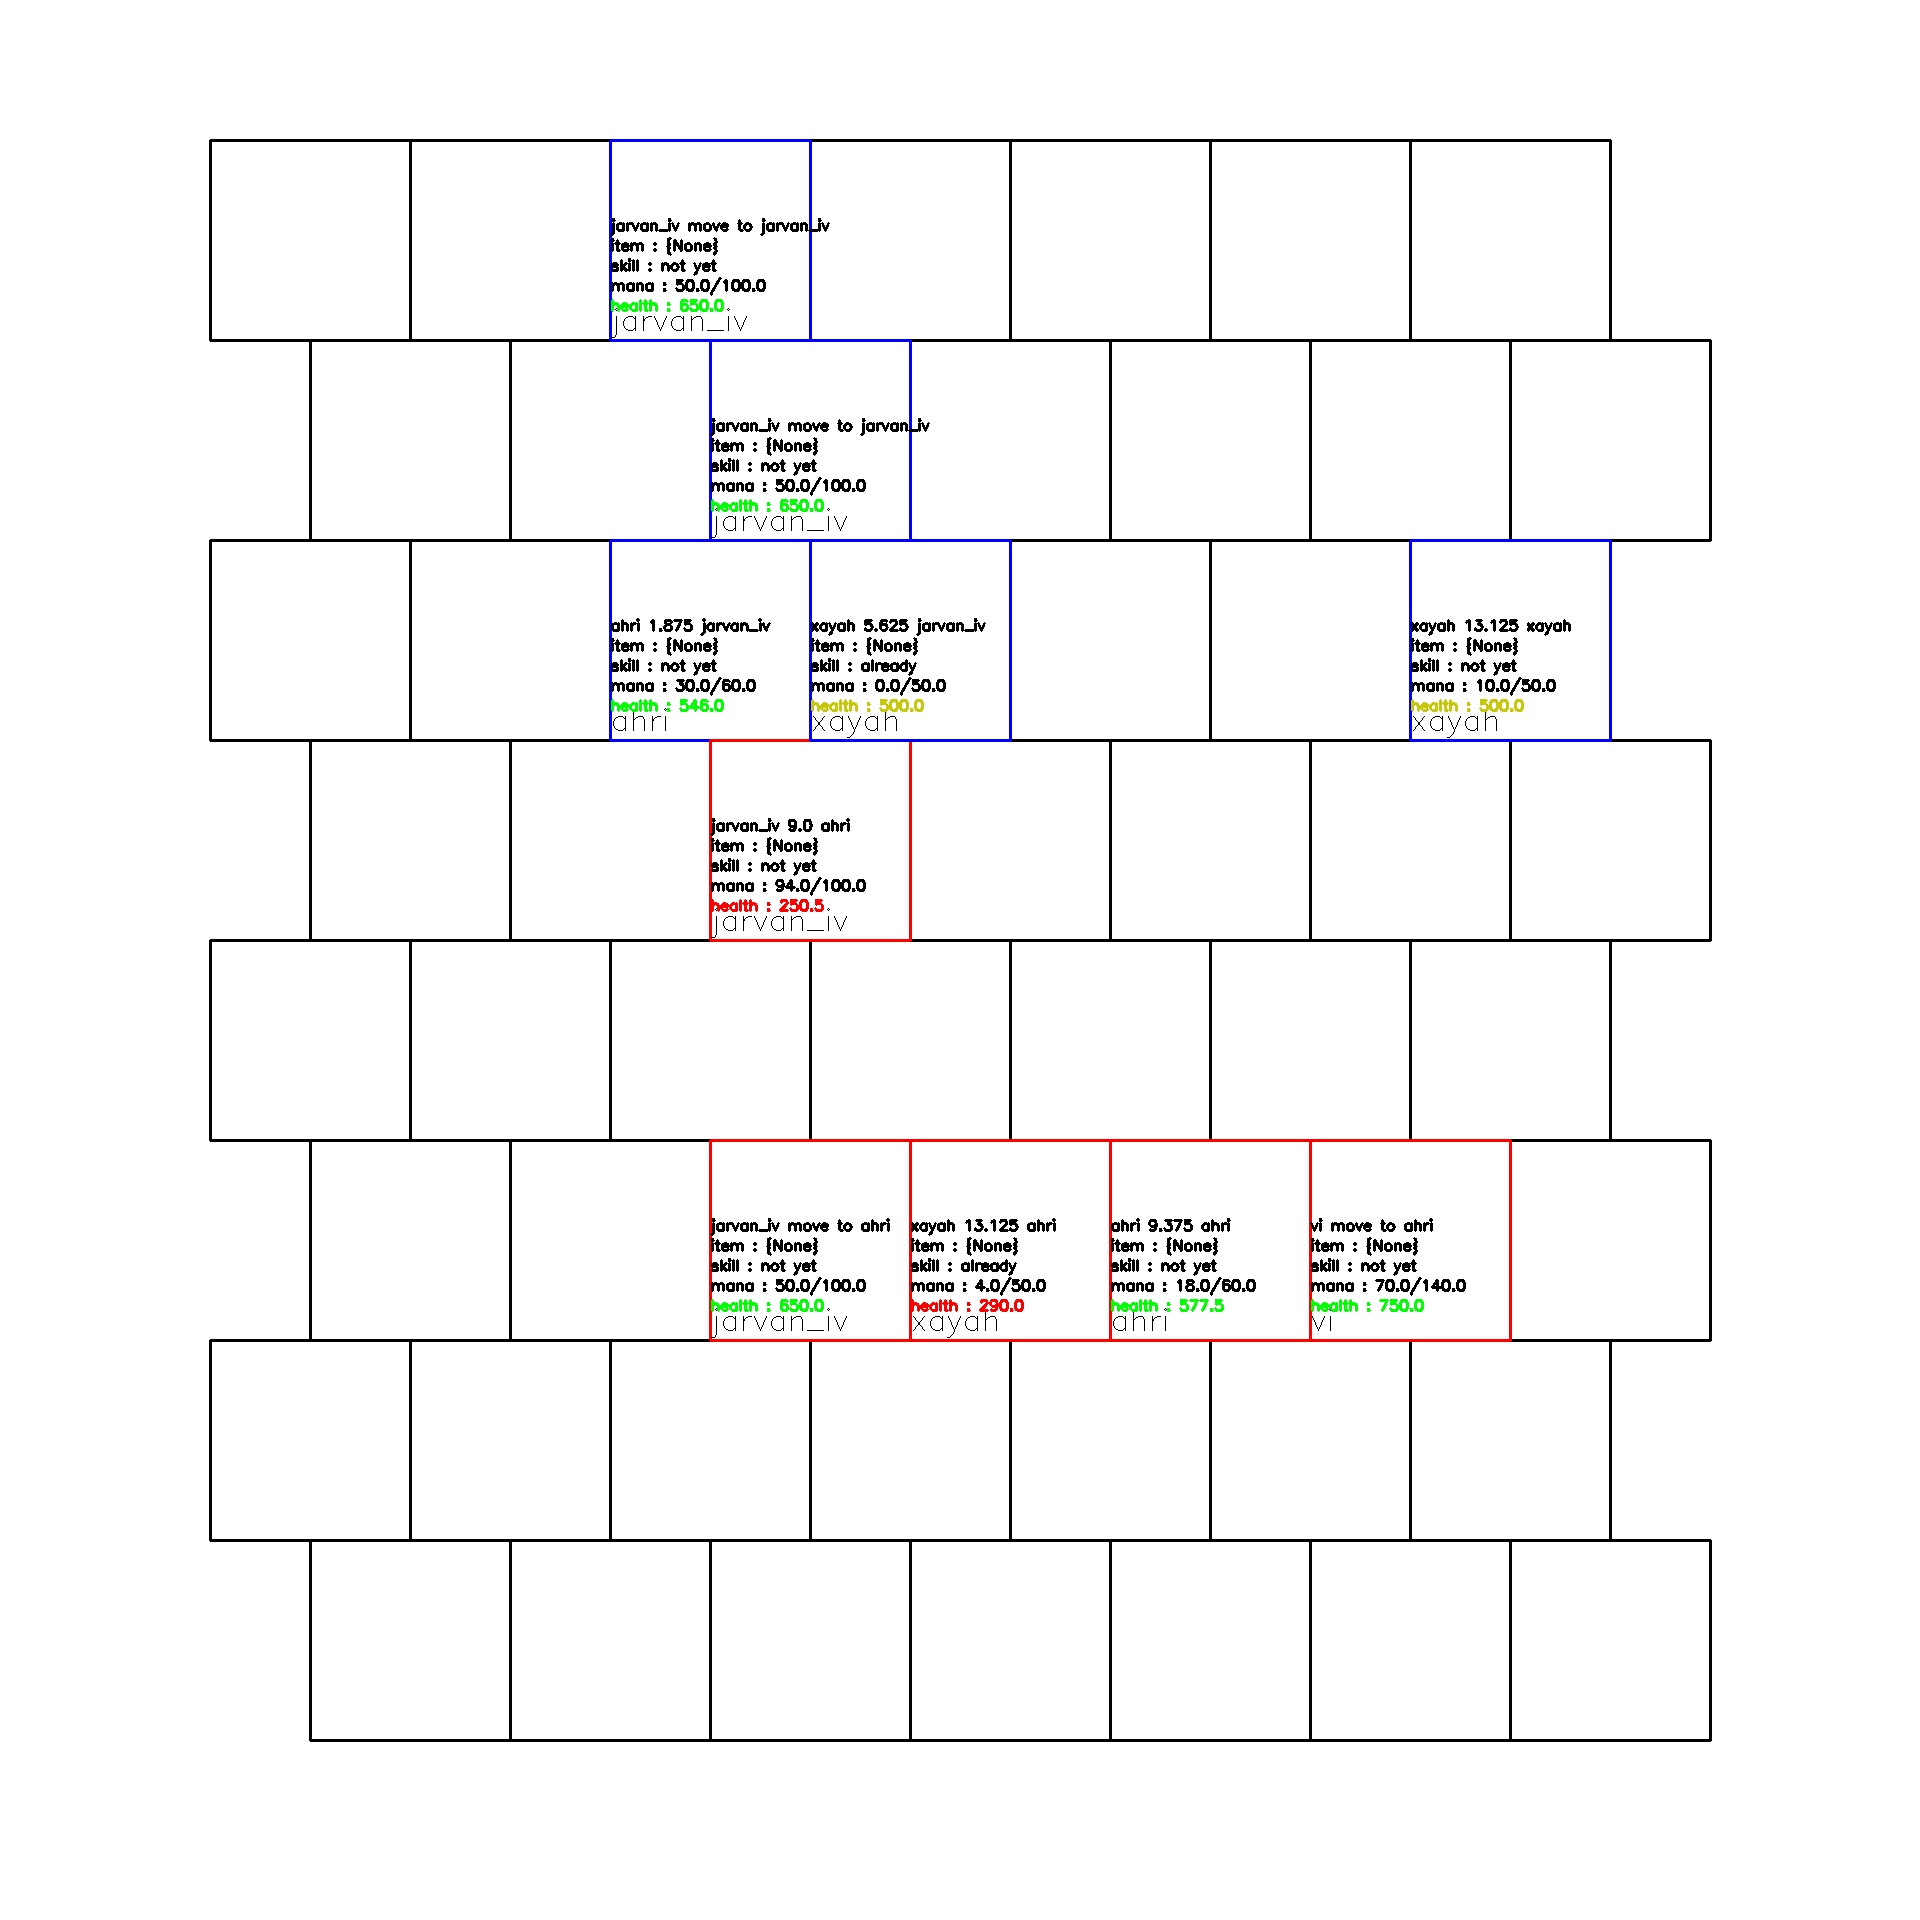 jarvan_iv move to jarvan_iv
item : {None}
skill : not yet
mana : 50.0/100.0
health : 650.0
jarvan_iv
jarvan_iv move to jarvan_iv
item : {None}
skill : not yet
mana : 50.0/100.0
health : 650.0
jarvan_iv
ahri 1.875 jarvan_iv
item : {None}
skill : not yet
mana : 30.0/60.0
health : 546.0
ahri
xayah 5.625 jarvan_iv
item : {None}
skill : already
mana : 0.0/50.0
health : 500.0
xayah
xayah 13.125 xayah
item : {None}
skill : not yet
mana : 10.0/50.0
health : 500.0
xayah
jarvan_iv 9.0 ahri
item : {None}
skill : not yet
mana : 94.0/100.0
health : 250.5
jarvan_iv
jarvan_iv move to ahri
item : {None}
skill : not yet
mana : 50.0/100.0
health : 650.0
jarvan_iv
xayah 13.125 ahri
item : {None}
skill : already
mana : 4.0/50.0
health : 290.0
xayah
ahri 9.375 ahri
item : {None}
skill : not yet
mana : 18.0/60.0
health : 577.5
ahri
vi move to ahri
item : {None}
skill : not yet
mana : 70.0/140.0
health : 750.0
vi